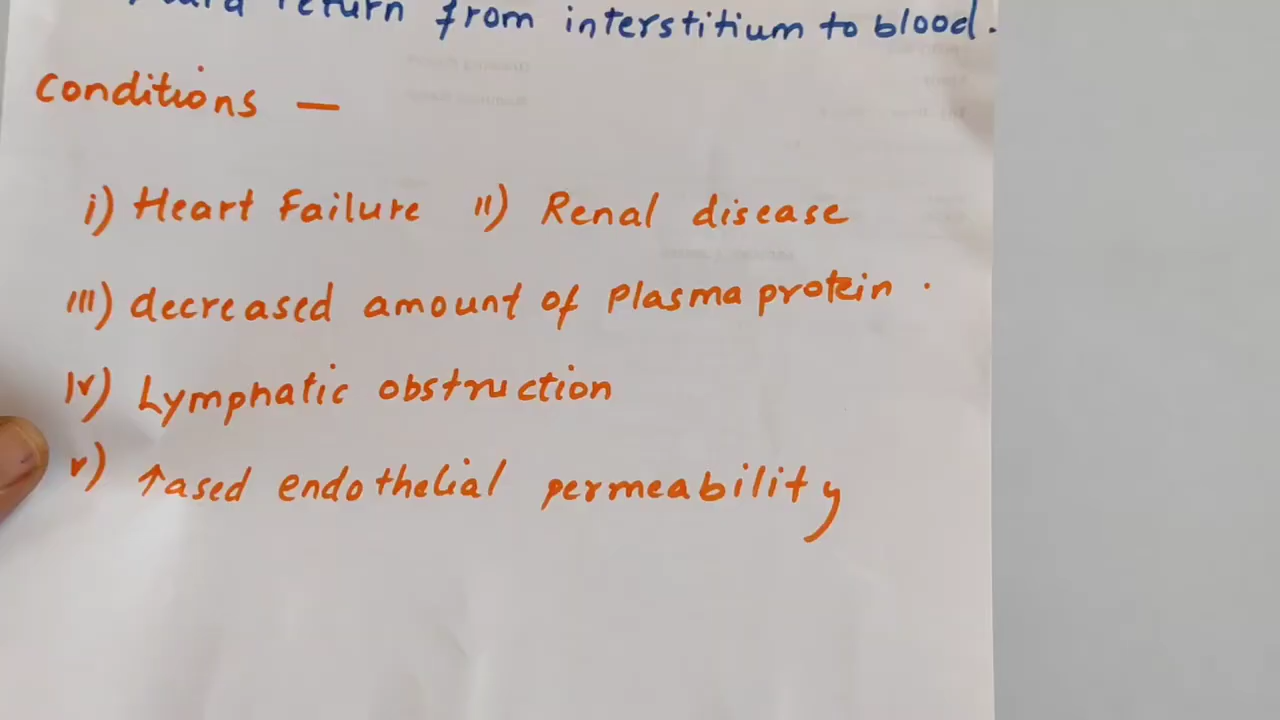 return from interstitium to blood.
Conditions —
i) Heart Failure ii) Renal disease
iii) decreased amount of Plasma protein.
iv) Lymphatic obstruction
v) ↑ased endothelial permeability